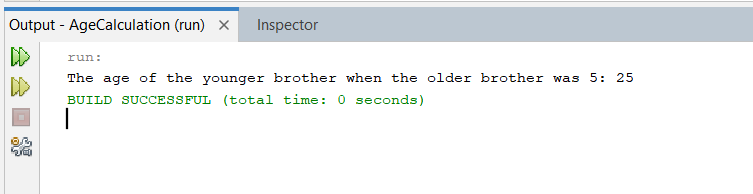 Output - AgeCalculation (run) × Inspector
run:
The age of the younger brother when the older brother was 5: 25
BUILD SUCCESSFUL (total time: 0 seconds)